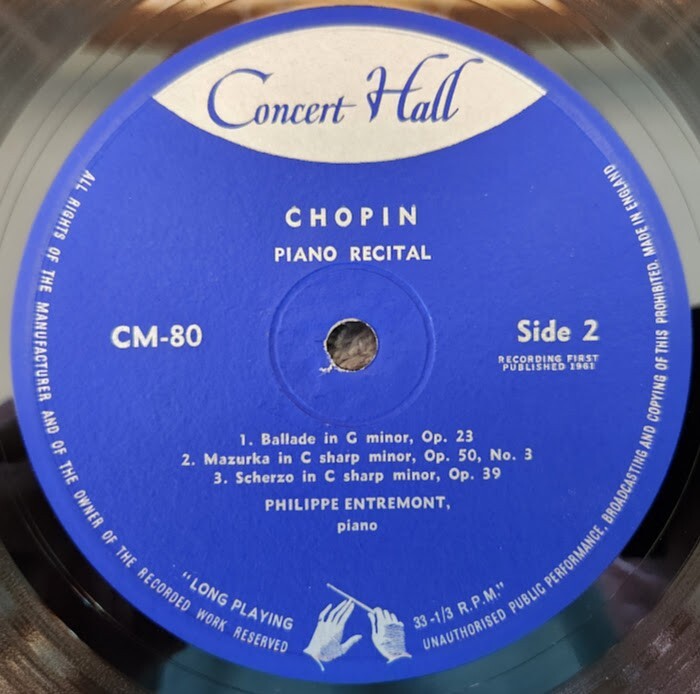 Concert Hall
CHOPIN
PIANO RECITAL
CM-80
Side 2
RECORDING FIRST
PUBLISHED 1961
1. Ballade in G minor, Op. 23
2. Mazurka in C sharp minor, Op. 50, No. 3
3. Scherzo in C sharp minor, Op. 39
PHILIPPE ENTREMONT,
piano
"LONG PLAYING 33-1/3 R.P.M."
ALL RIGHTS OF THE MANUFACTURER AND OF THE OWNER OF THE RECORDED WORK RESERVED
UNAUTHORISED PUBLIC PERFORMANCE, BROADCASTING AND COPYING OF THIS PROHIBITED. MADE IN ENGLAND